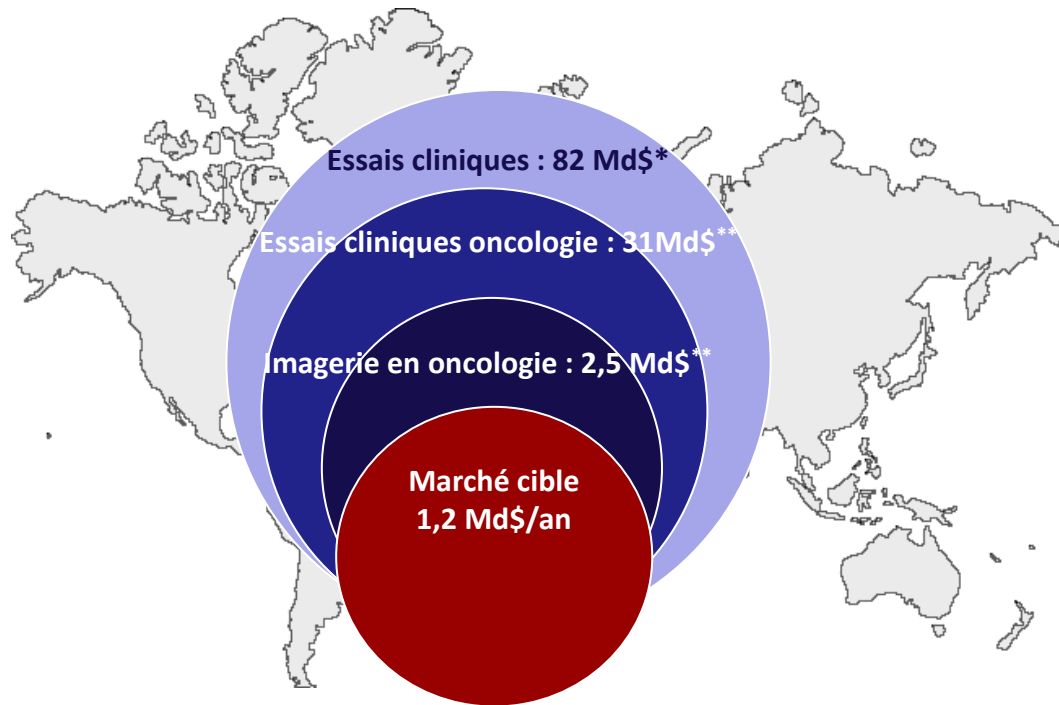 Essais cliniques : 82 Md$*
Essais cliniques oncologie : 31Md$**
Imagerie en oncologie : 2,5 Md$**
Marché cible
1,2 Md$/an